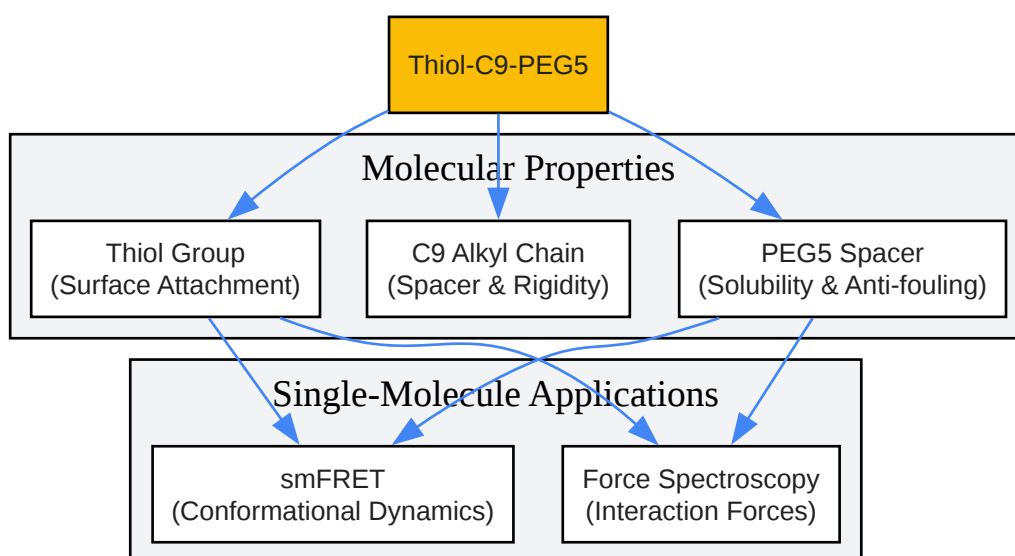 Thiol-C9-PEG5
Molecular Properties
Thiol Group
(Surface Attachment)
C9 Alkyl Chain
(Spacer & Rigidity)
PEG5 Spacer
(Solubility & Anti-fouling)
Single-Molecule Applications
smFRET
(Conformational Dynamics)
Force Spectroscopy
(Interaction Forces)